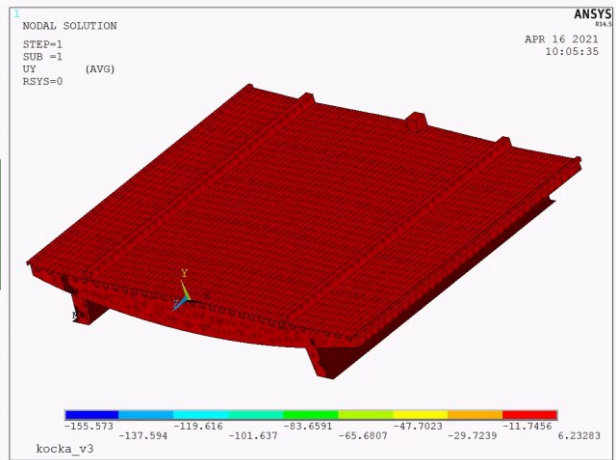 1
ANSYS
R14.5
NODAL SOLUTION
APR 16 2021
10:05:35
STEP=1
SUB =1
UY (AVG)
RSYS=0
Y
X
Z
-155.573 -119.616 -83.6591 -47.7023 -11.7456
-137.594 -101.637 -65.6807 -29.7239 6.23283
kocka_v3